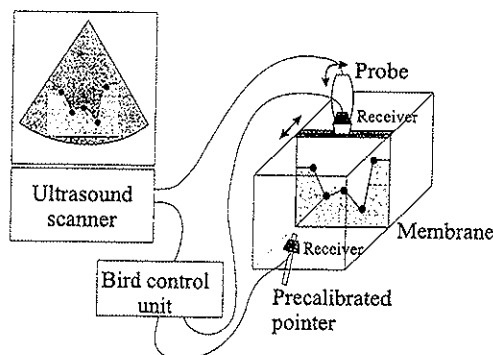 Probe
Receiver
Ultrasound
scanner
Membrane
Receiver
Bird control
unit
Precalibrated
pointer